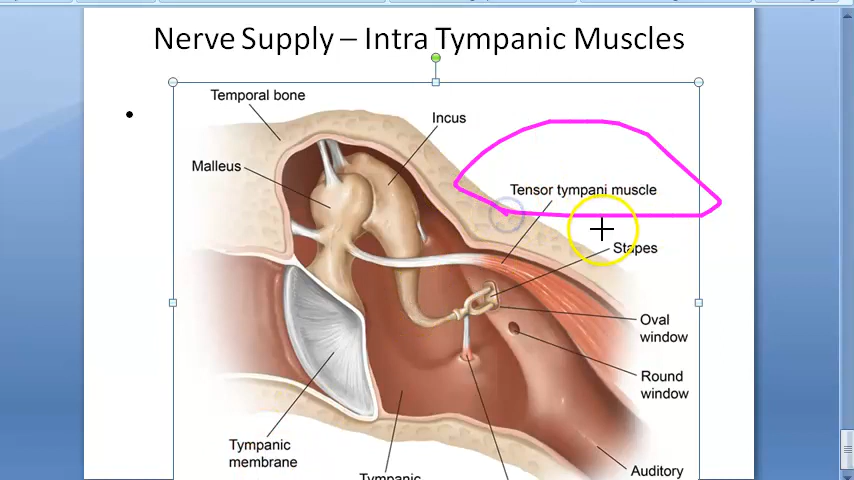 Nerve Supply – Intra Tympanic Muscles
•
Temporal bone
Incus
Malleus
Tensor tympani muscle
Stapes
Oval
window
Round
window
Tympanic
membrane
Tympanic
Auditory